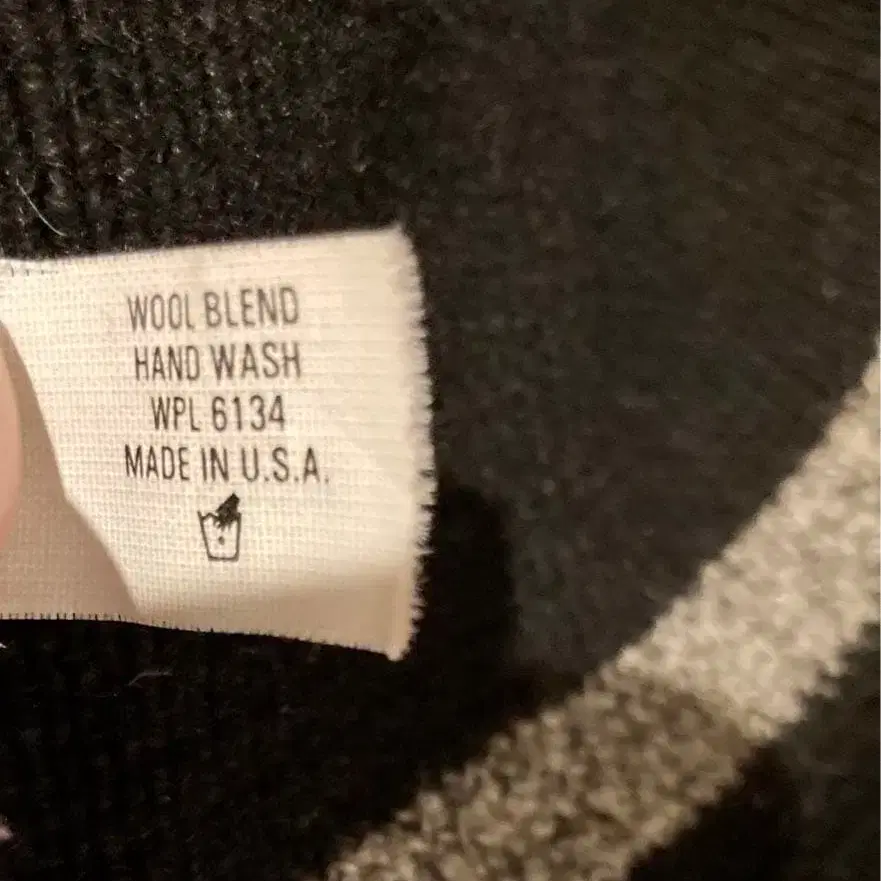 WOOL BLEND
HAND WASH
WPL 6134
MADE IN U.S.A.